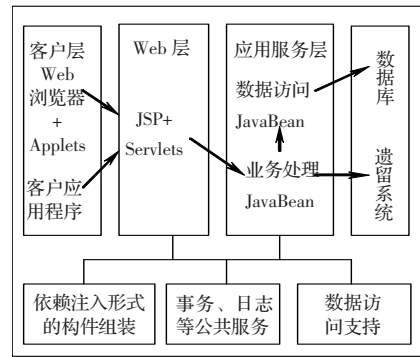 客户层
Web
浏览器
+
Applets
客户应
用程序
Web 层
JSP+
Servlets
应用服务层
数据访问
JavaBean
业务处理
JavaBean
数据库
遗留系统
依赖注入形式
的构件组装
事务、日志
等公共服务
数据访
问支持